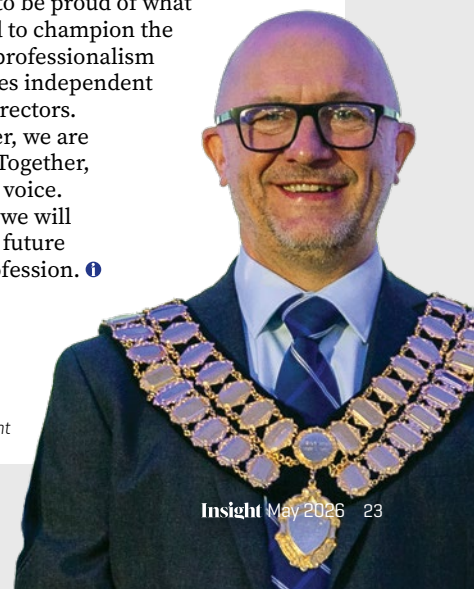 to be proud of what
to champion the
professionalism
es independent
rectors.
er, we are
Together,
voice.
we will
future
fession.
nt
Insight May 2026 23